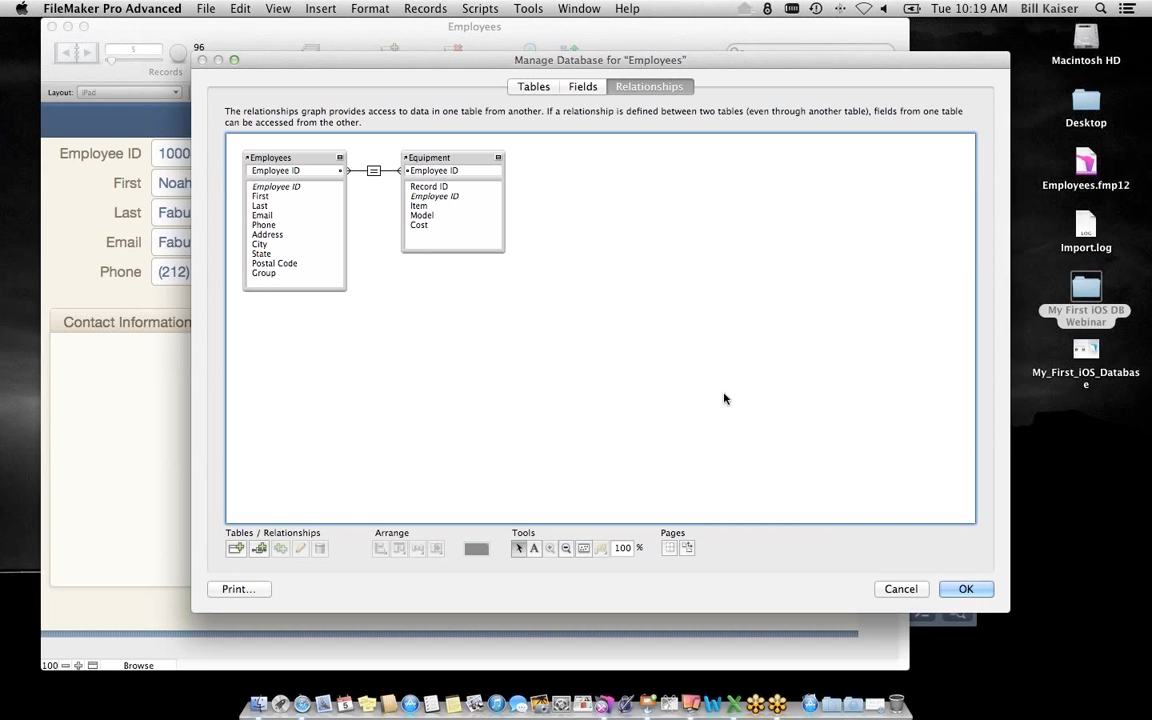 FileMaker Pro Advanced File Edit View Insert Format Records Scripts Tools Window Help Tue 10:19 AM Bill Kaiser
Employees
5
96
Records
Layout: iPad
Manage Database for "Employees"
Tables Fields Relationships
The relationships graph provides access to data in one table from another. If a relationship is defined between two tables (even through another table), fields from one table
can be accessed from the other.
Employees
Employee ID
Employee ID
First
Last
Email
Phone
Address
City
State
Postal Code
Group
Equipment
Employee ID
Record ID
Employee ID
Item
Model
Cost
Employee ID 1000
First Noah
Last Fabu
Email Fabu
Phone (212)
Contact Information
Tables / Relationships Arrange Tools Pages
A 100 %
Print... Cancel OK
100 Browse
Macintosh HD
Desktop
Employees.fmp12
LOG
Import.log
My First iOS DB
Webinar
My_First_iOS_Databas
e
5